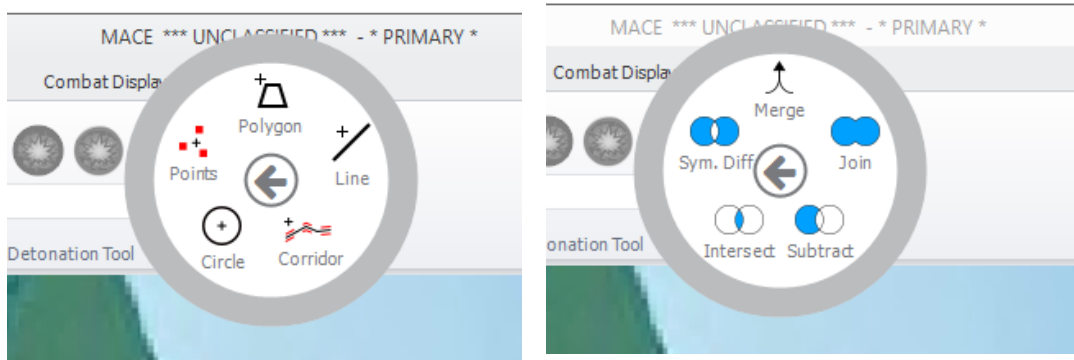 MACE *** UNCLASSIFIED *** - * PRIMARY *
Combat Display
Polygon
Points
Line
Circle
Corridor
Detonation Tool
MACE *** UNCLASSIFIED *** - * PRIMARY *
Combat Display
Merge
Sym. Diff
Join
Intersect
Subtract
onation Tool